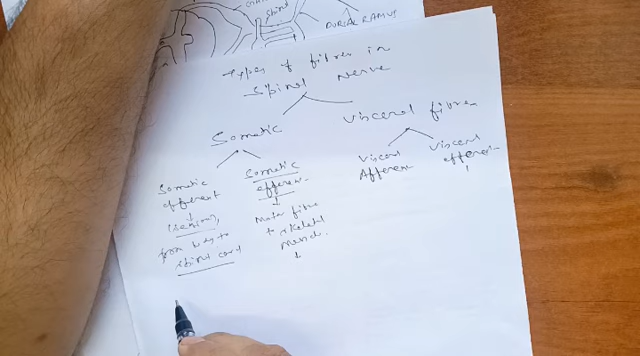 DORSAL RAMUS
Types of fibres in
Spinal nerve
Somatic
visceral fibres
Somatic
afferent
(sensory)
from body to
spinal cord
Somatic
efferent
Motor fibre
to skeletal
muscl.
Visceral
Afferent
Visceral
efferent